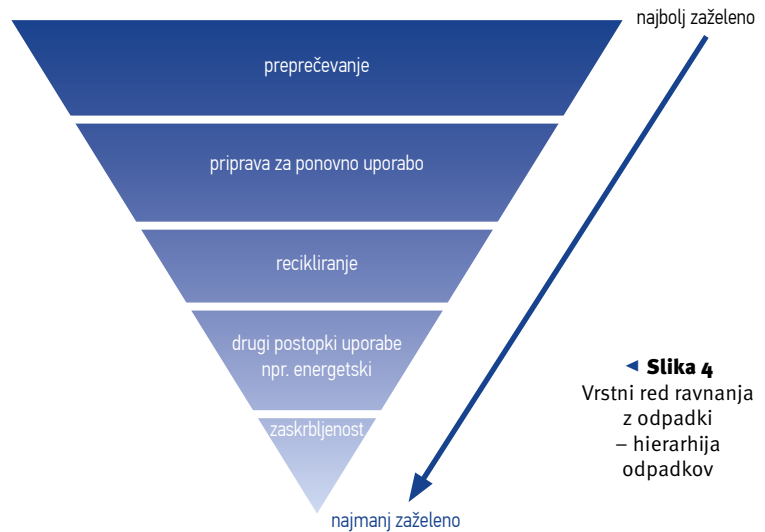 najbolj zaželeno
preprečevanje
priprava za ponovno uporabo
recikliranje
drugi postopki uporabe
npr. energetski
zaskrbljenost
najmanj zaželeno
◄ Slika 4
Vrstni red ravnanja
z odpadki
– hierarhija
odpadkov